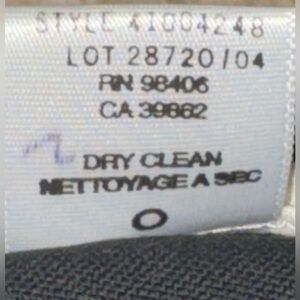 STYLE 41004248
LOT 28720/04
RN 98406
CA 39862
DRY CLEAN
NETTOYAGE A SEC